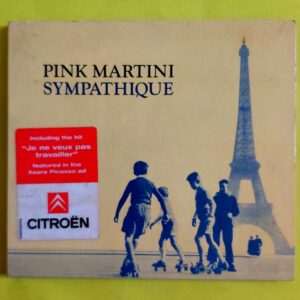 PINK MARTINI
SYMPATHIQUE
Including the hit
"Je ne veux pas
travailler"
featured in the
Xsara Picasso ad
CITROËN